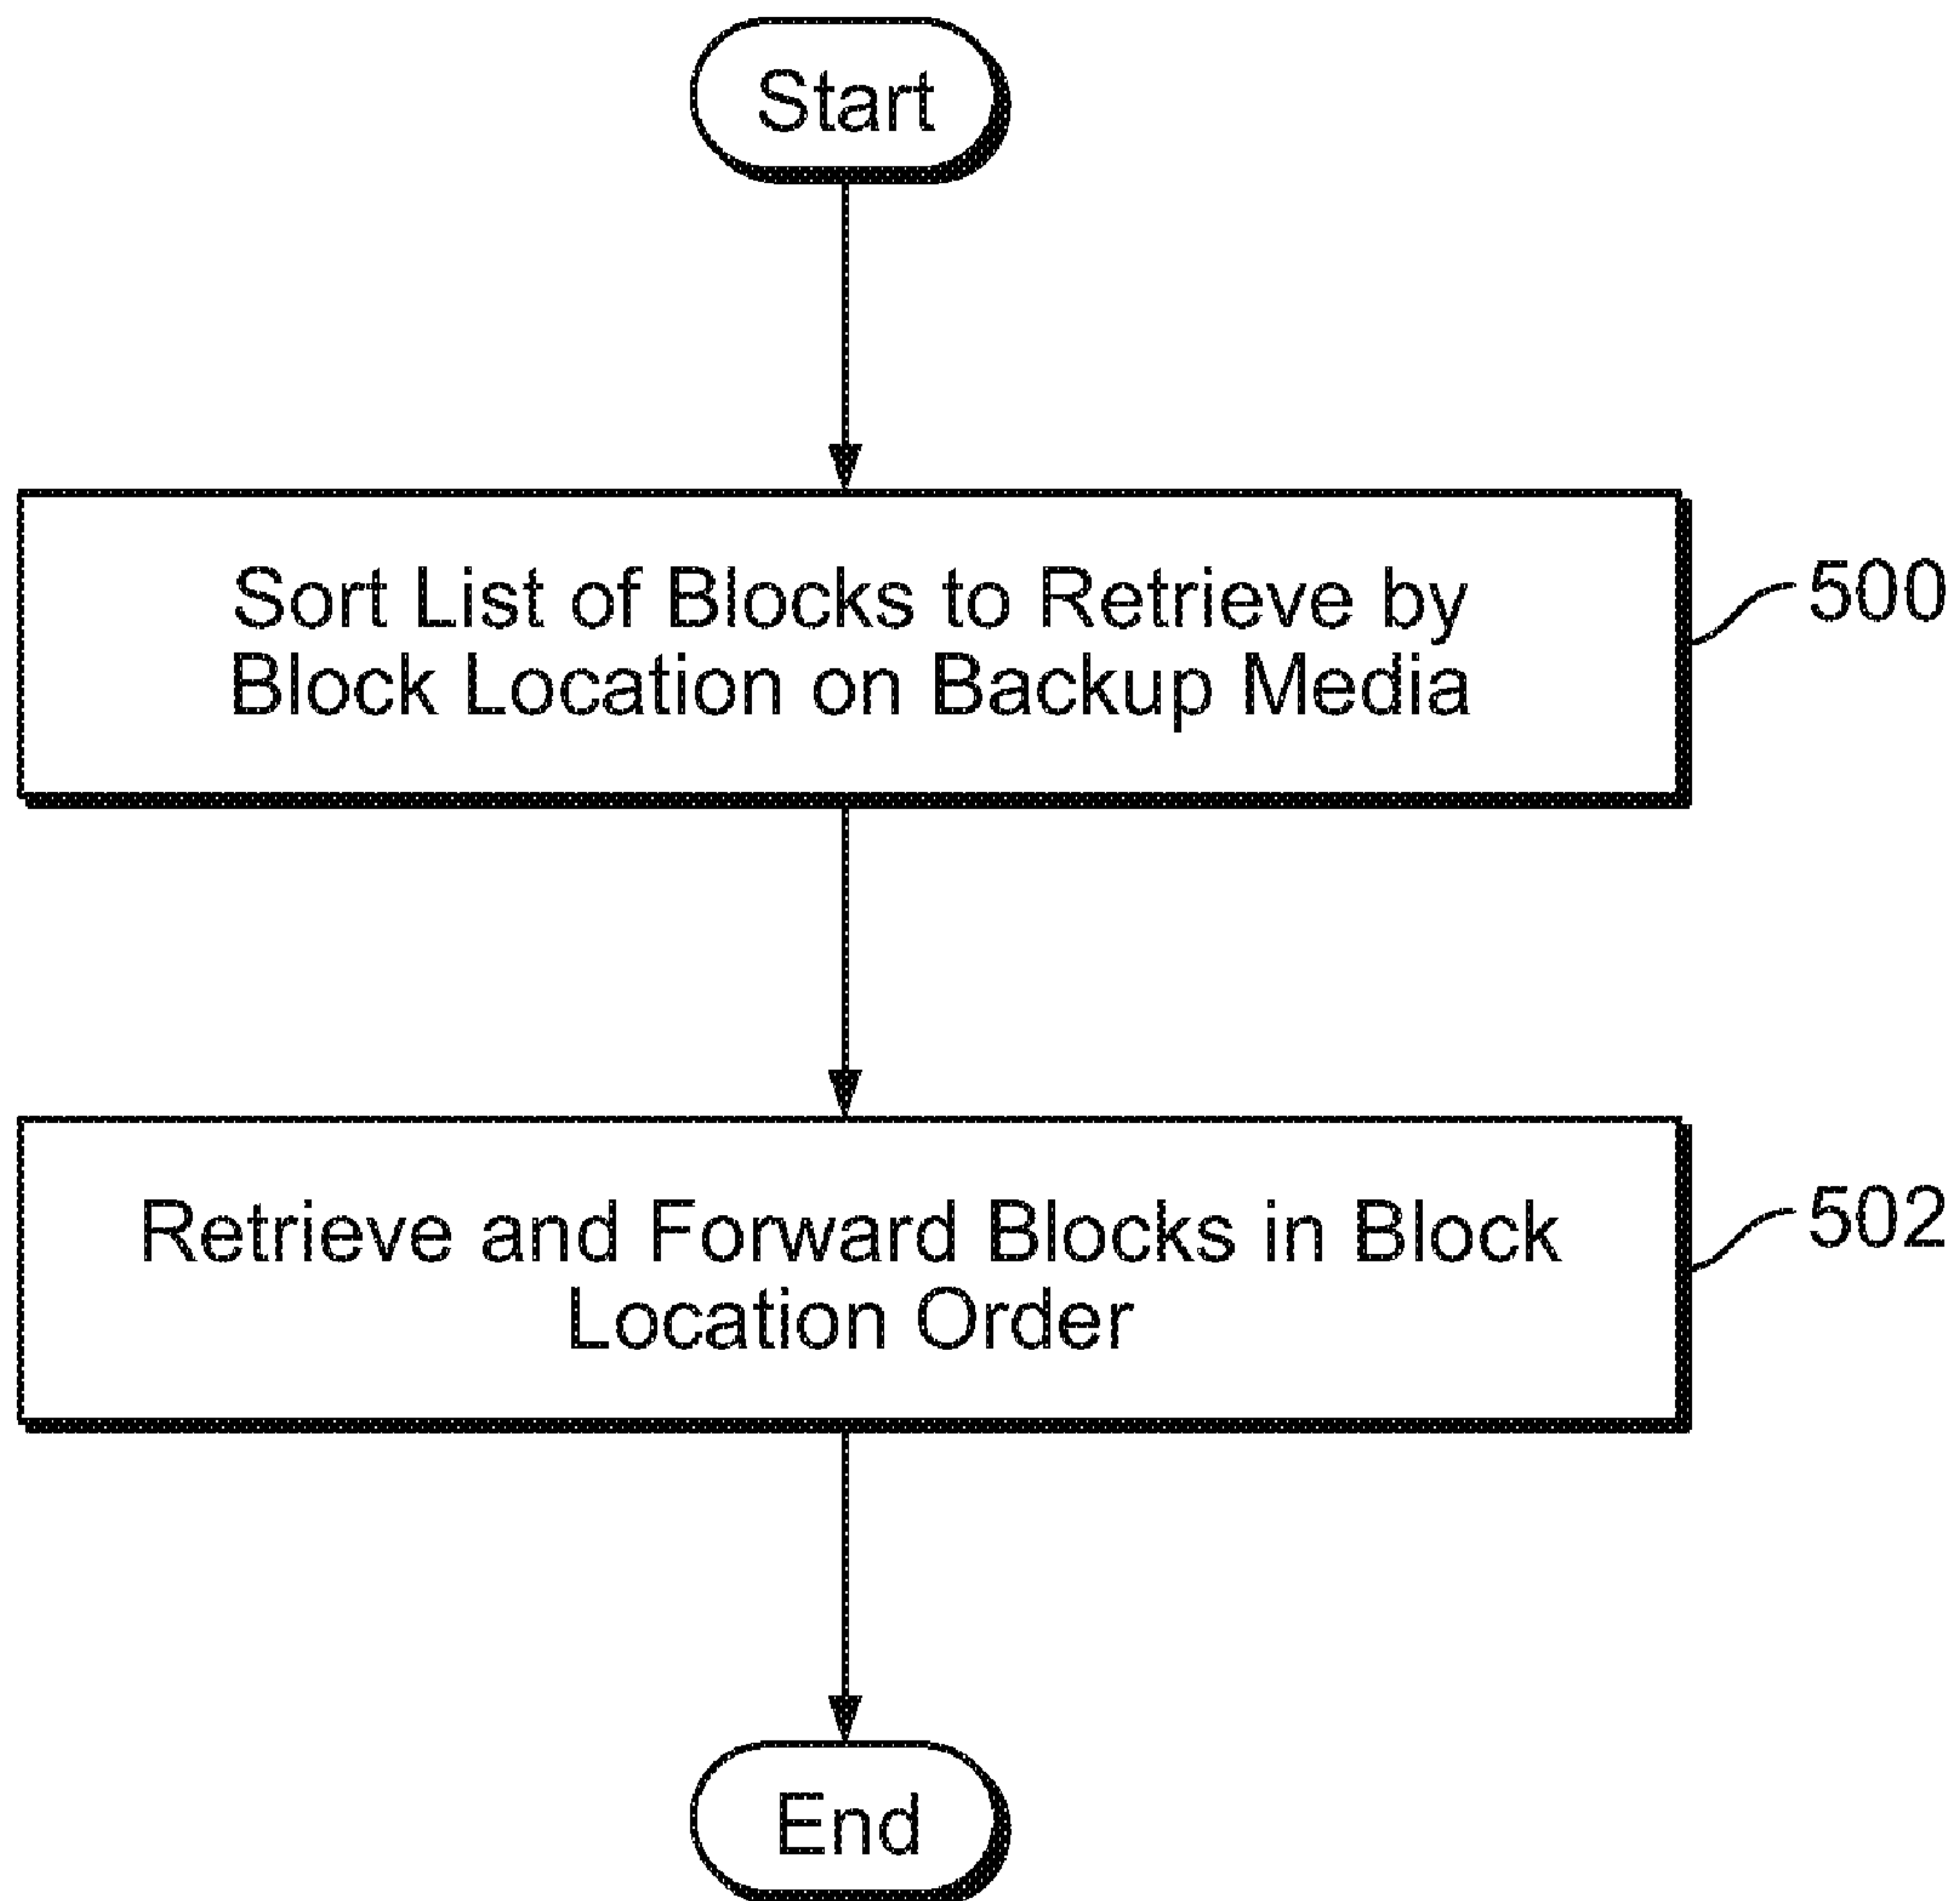 Start
Sort List of Blocks to Retrieve by
Block Location on Backup Media
500
Retrieve and Forward Blocks in Block
Location Order
502
End